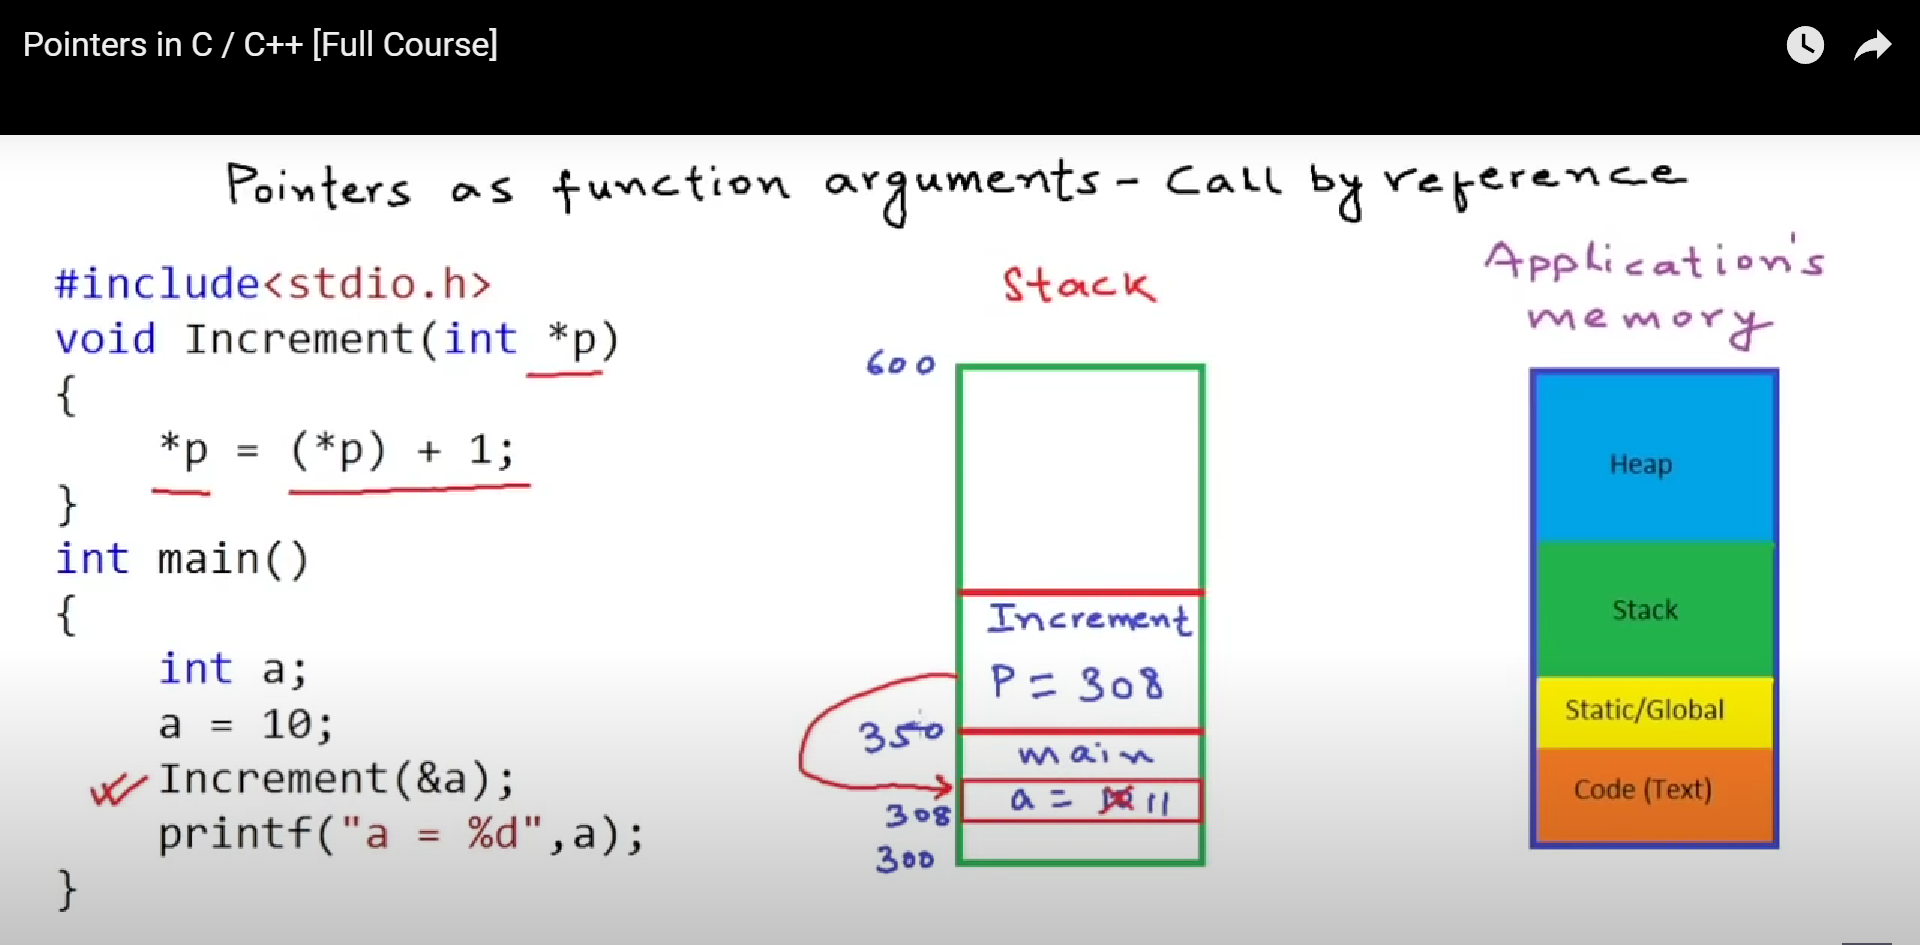 Pointers in C / C++ [Full Course]
Pointers as function arguments - Call by reference
#include<stdio.h>
void Increment(int *p)
{
*p = (*p) + 1;
}
int main()
{
int a;
a = 10;
Increment(&a);
printf("a = %d",a);
}
Stack
600
Increment
P = 308
350
main
a = 10 11
308
300
Application's
memory
Heap
Stack
Static/Global
Code (Text)